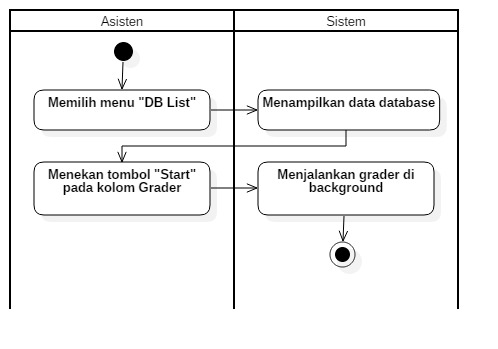 Asisten
Sistem
Memilih menu "DB List"
Menampilkan data database
Menekan tombol "Start"
pada kolom Grader
Menjalankan grader di
background